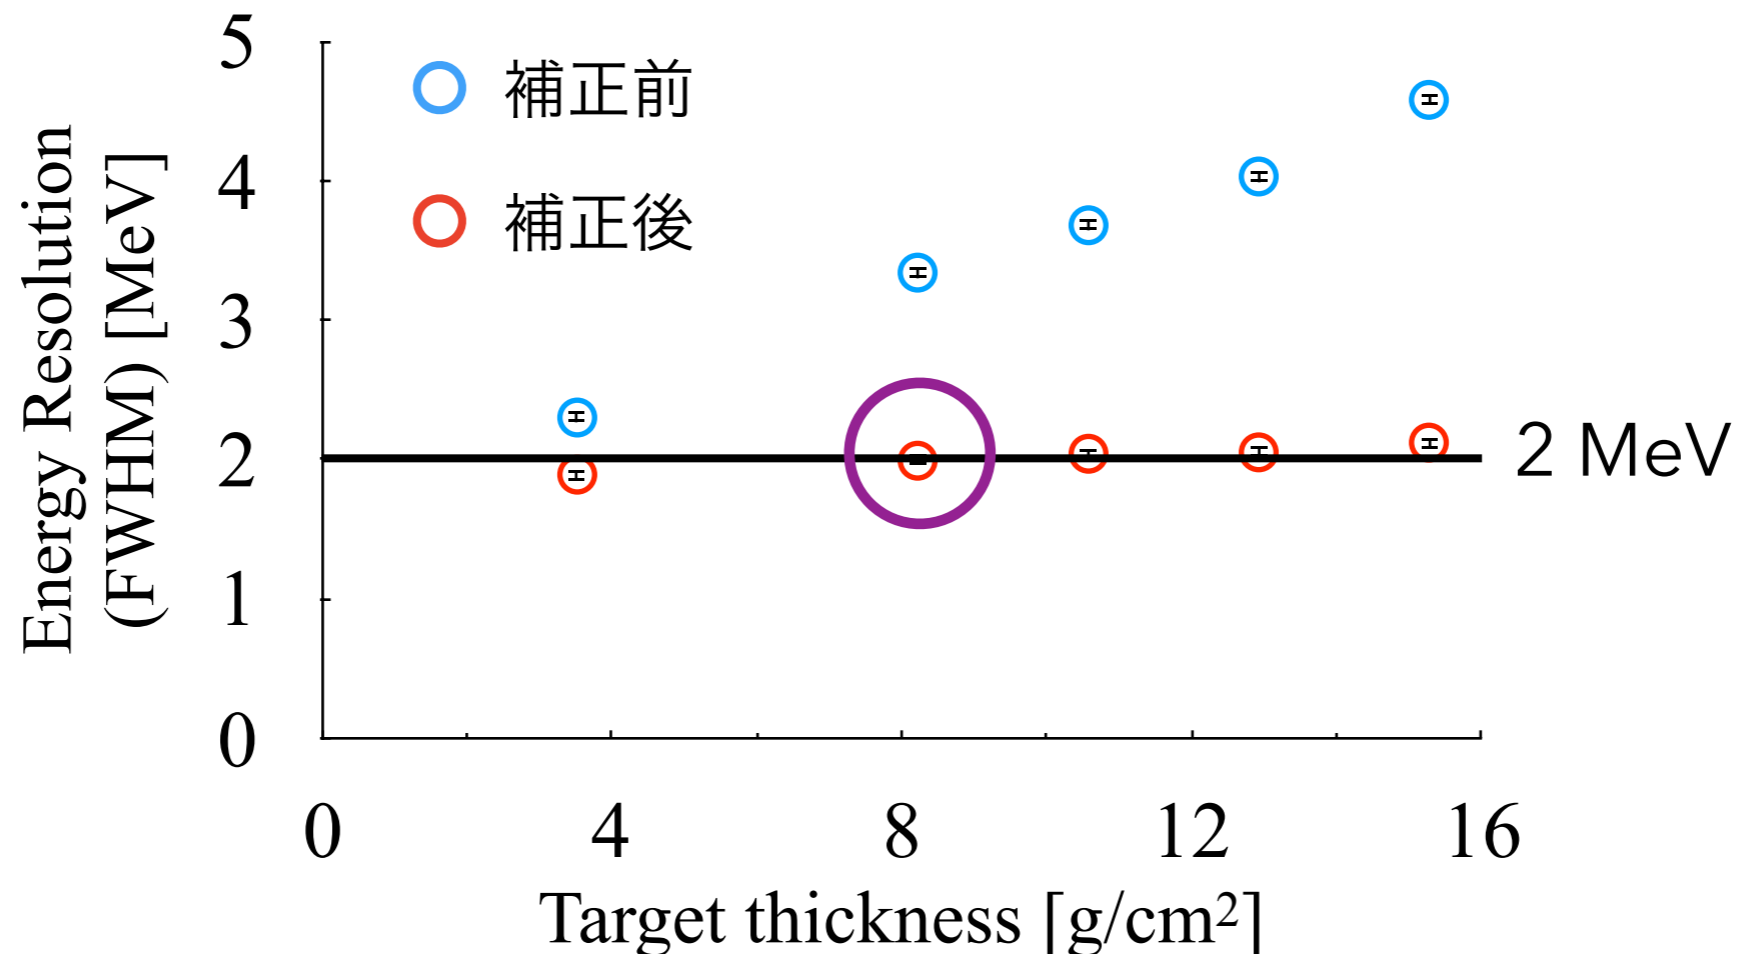 5
4
3
2
1
0
Energy Resolution
(FWHM) [MeV]
補正前
補正後
2 MeV
0 4 8 12 16
Target thickness [g/cm²]